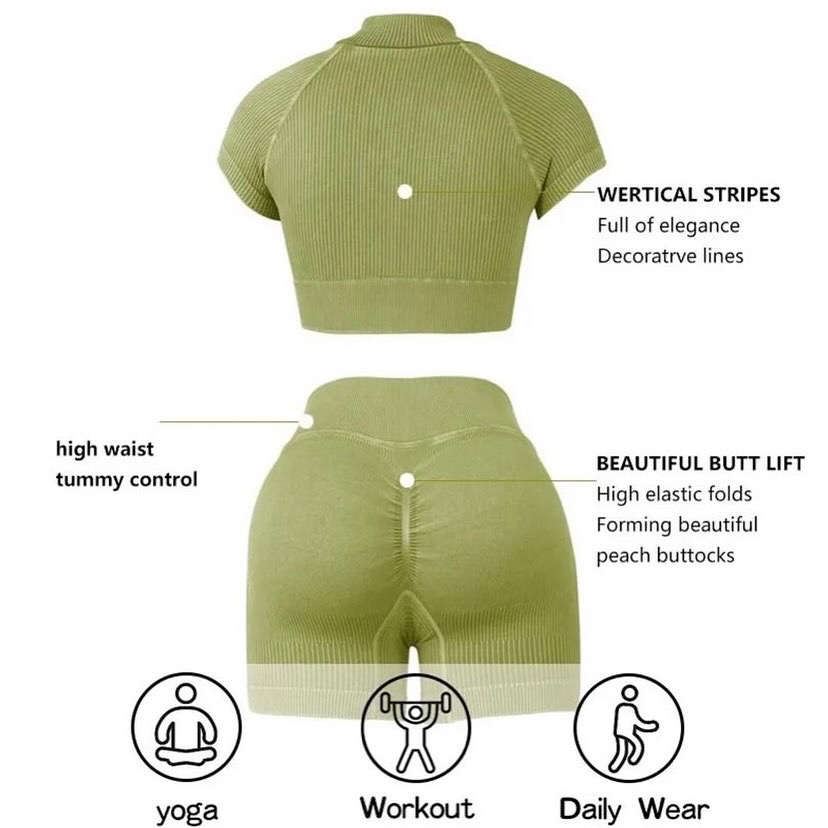 WERTICAL STRIPES
Full of elegance
Decoratrve lines
high waist
tummy control
BEAUTIFUL BUTT LIFT
High elastic folds
Forming beautiful
peach buttocks
yoga
Workout
Daily Wear